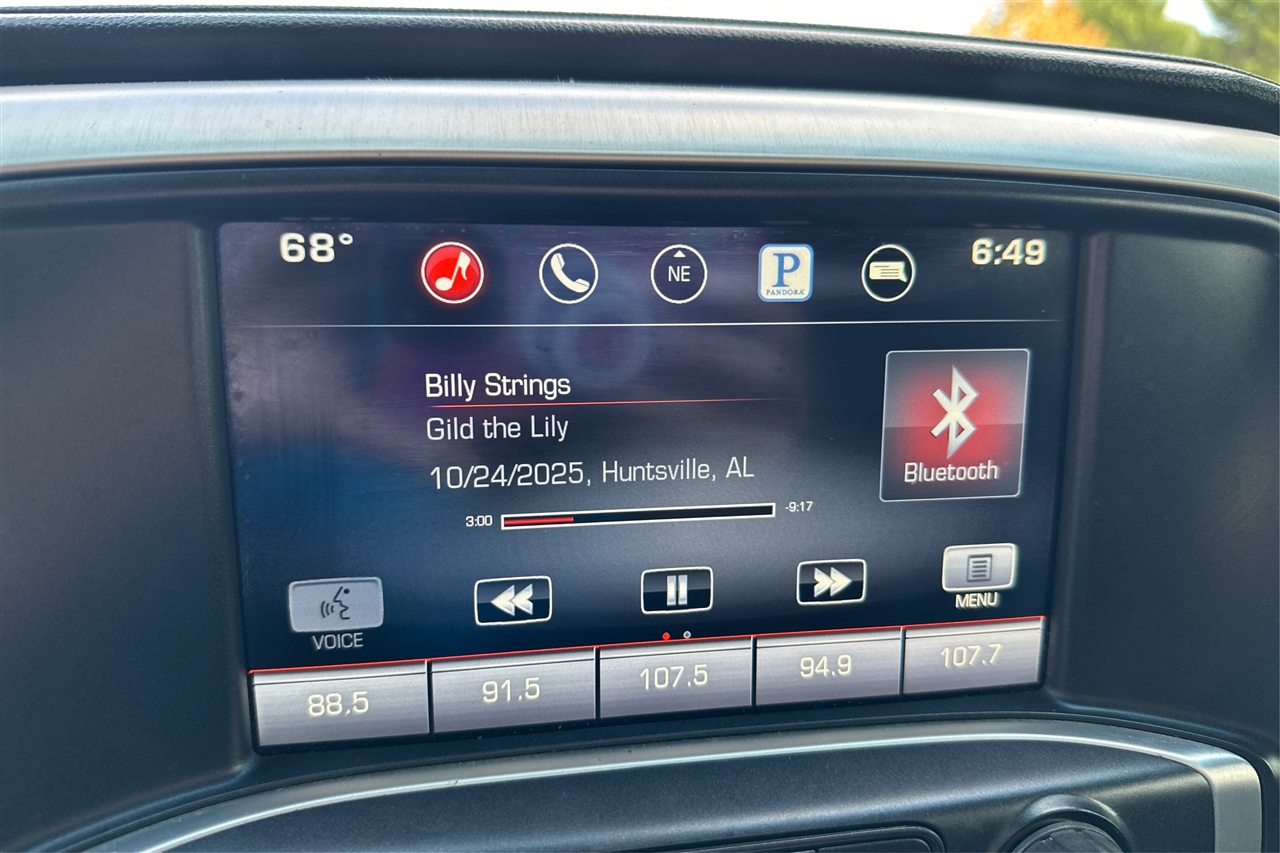 68°
NE
P
PANDORA
6:49
Billy Strings
Gild the Lily
10/24/2025, Huntsville, AL
3:00
-9:17
Bluetooth
VOICE
MENU
88.5
91.5
107.5
94.9
107.7